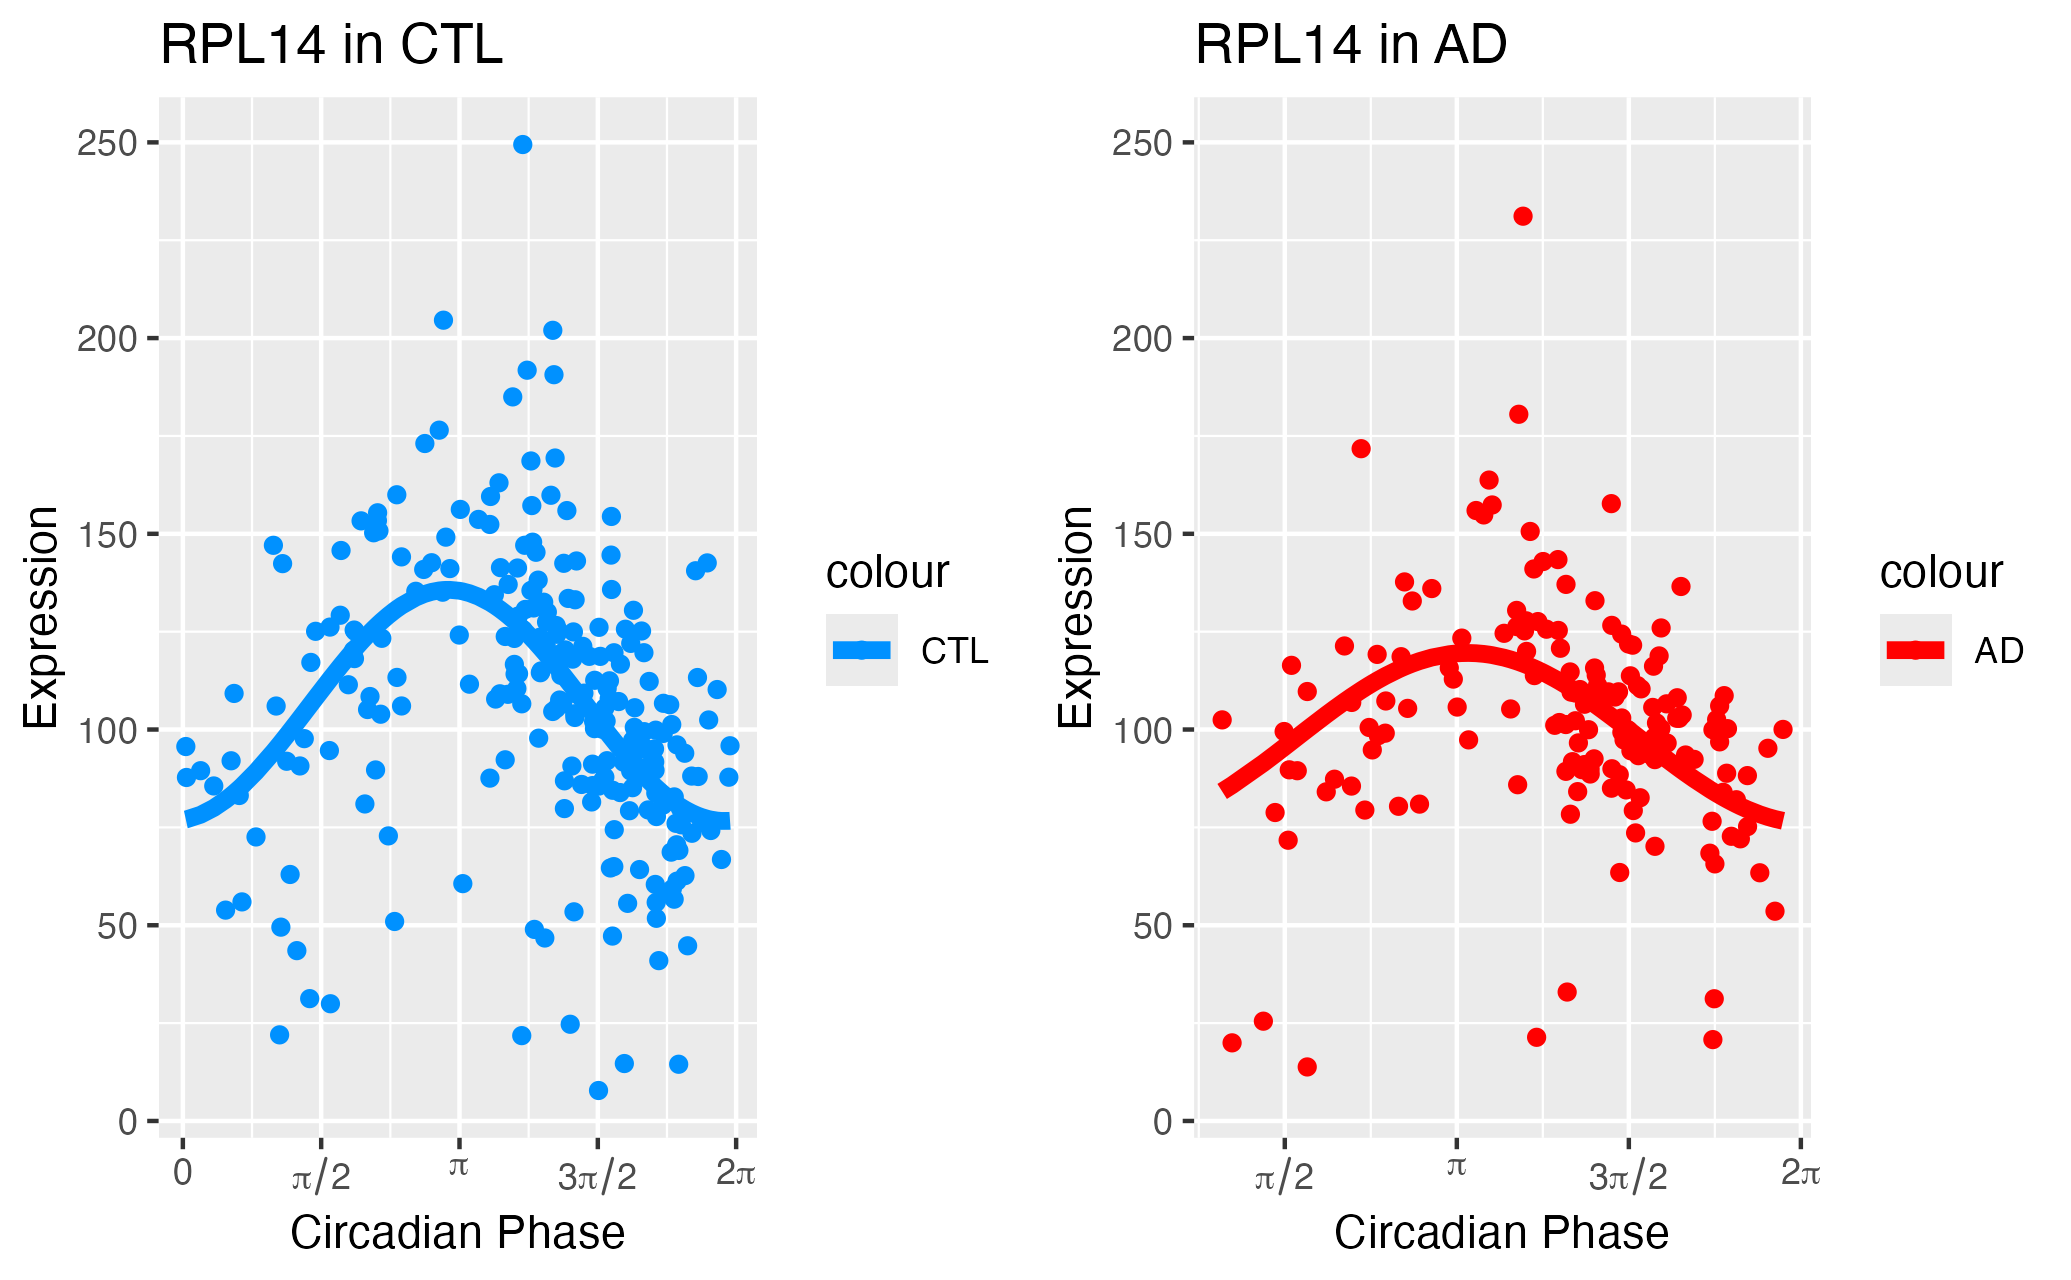 RPL14 in CTL
250
200
150
100
50
0
Expression
0 π/2 π 3π/2 2π
Circadian Phase
colour
CTL
RPL14 in AD
250
200
150
100
50
0
Expression
π/2 π 3π/2 2π
Circadian Phase
colour
AD